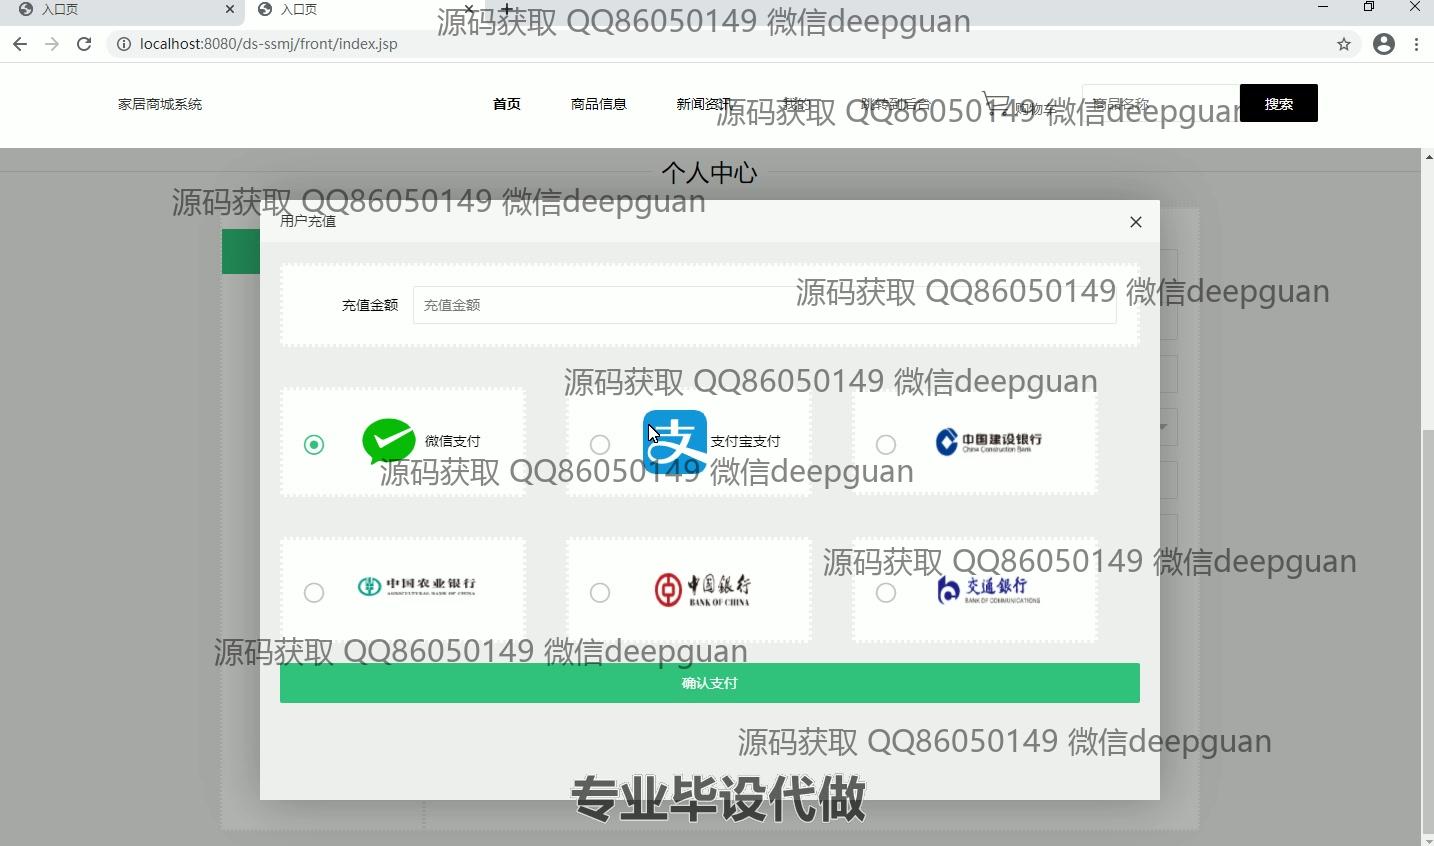 入口页
入口页
源码获取 QQ86050149 微信deepguan
localhost:8080/ds-ssmj/front/index.jsp
家居商城系统 首页 商品信息 新闻资讯 我的 跳转到后台 购物车 商品名称 搜索
源码获取 QQ86050149 微信deepguan
个人中心
源码获取 QQ86050149 微信deepguan
用户充值
源码获取 QQ86050149 微信deepguan
充值金额 充值金额
源码获取 QQ86050149 微信deepguan
微信支付 支付宝支付 中国建设银行
支
China Construction Bank
源码获取 QQ86050149 微信deepguan
源码获取 QQ86050149 微信deepguan
中国农业银行 中国银行 交通银行
AGRICULTURAL BANK OF CHINA BANK OF CHINA BANK OF COMMUNICATIONS
源码获取 QQ86050149 微信deepguan
确认支付
源码获取 QQ86050149 微信deepguan
专业毕设代做